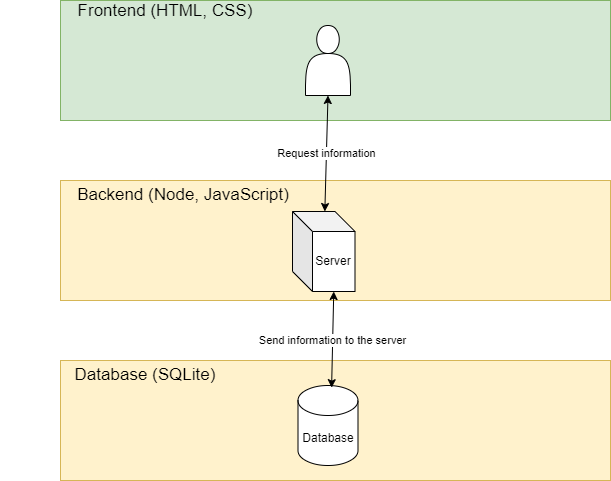 Frontend (HTML, CSS)
Request information
Backend (Node, JavaScript)
Server
Send information to the server
Database (SQLite)
Database